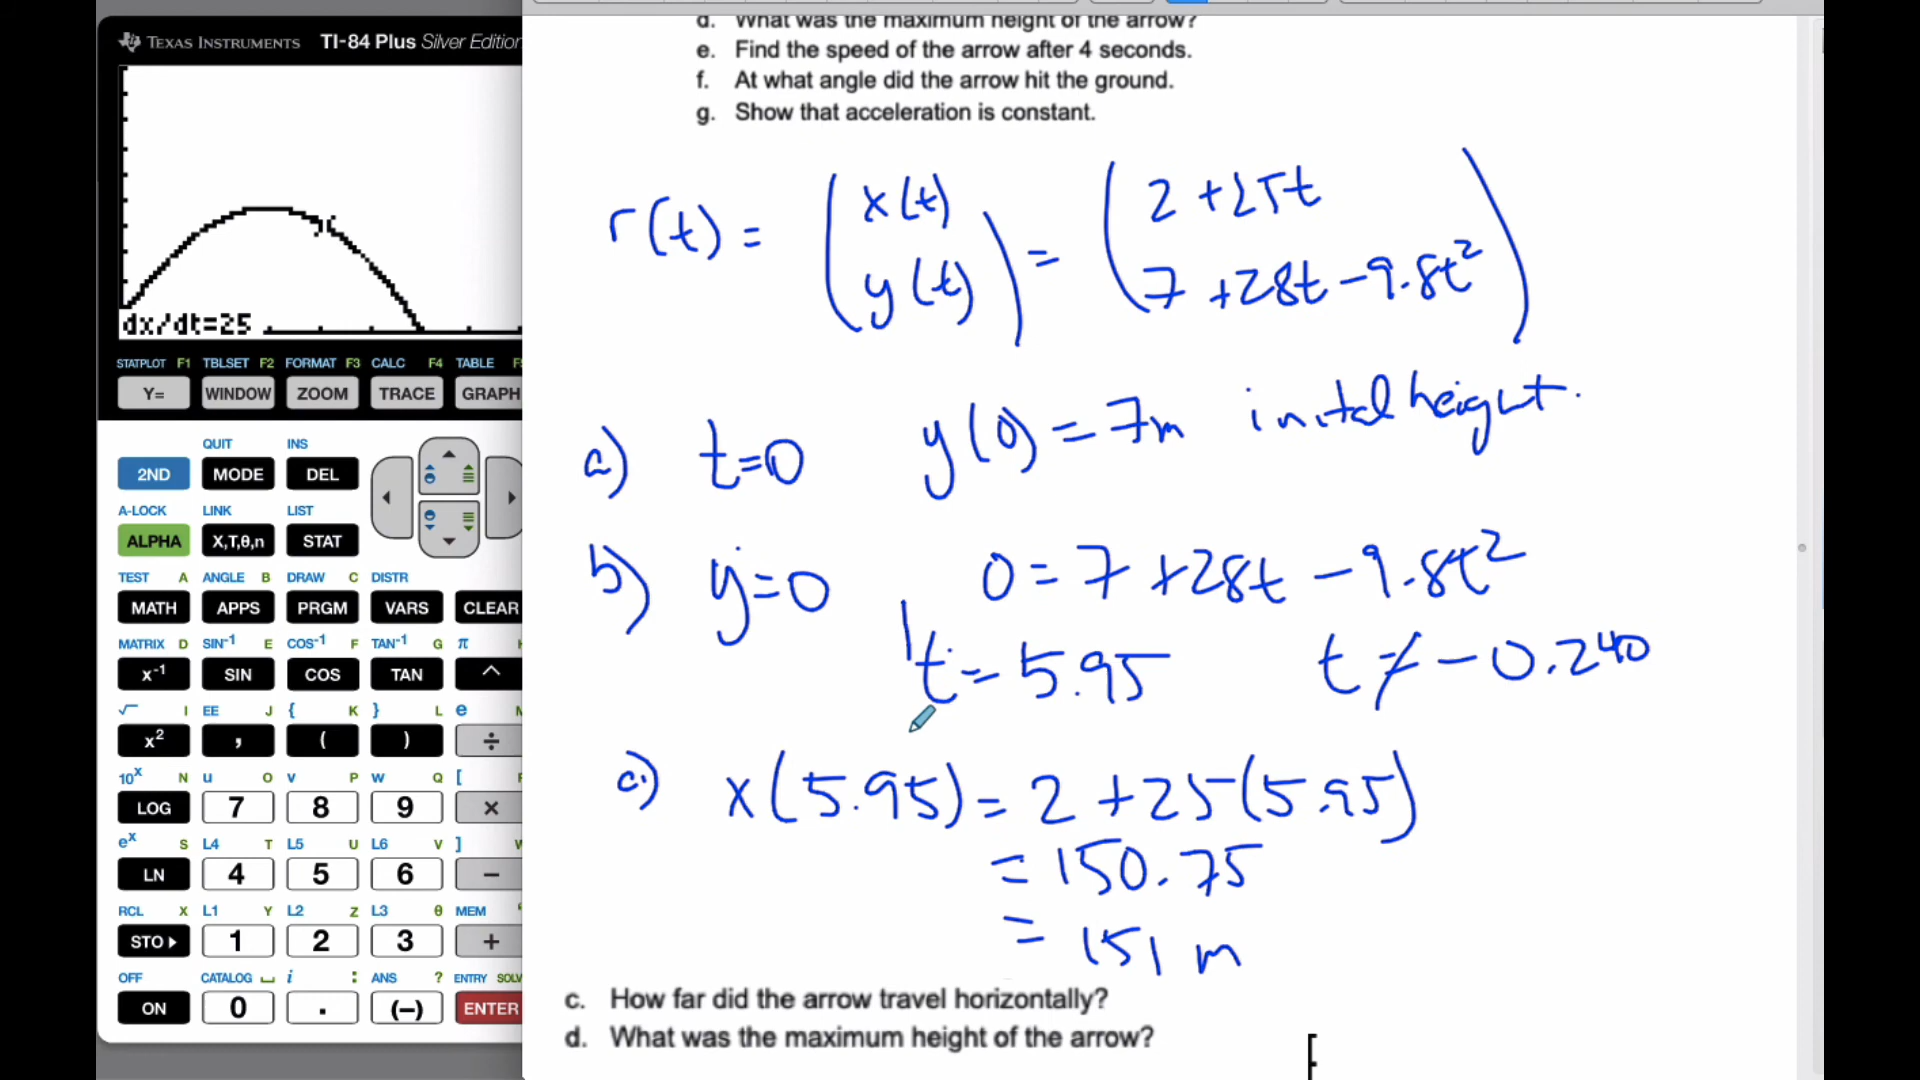 TEXAS INSTRUMENTS TI-84 Plus Silver Edition
dx/dt=25
STATPLOT F1 TBLSET F2 FORMAT F3 CALC F4 TABLE
Y= WINDOW ZOOM TRACE GRAPH
QUIT INS
2ND MODE DEL
A-LOCK LINK LIST
ALPHA X,T,θ,n STAT
TEST A ANGLE B DRAW C DISTR
MATH APPS PRGM VARS CLEAR
MATRIX D SIN⁻¹ E COS⁻¹ F TAN⁻¹ G π
x⁻¹ SIN COS TAN ^
√ I EE J { K } L e
x² , ( ) ÷
10ˣ N u O v P w Q [
LOG 7 8 9 ×
eˣ S L4 T L5 U L6 V ]
LN 4 5 6 −
RCL X L1 Y L2 Z L3 θ MEM
STO▸ 1 2 3 +
OFF CATALOG i : ANS ? ENTRY SOLV
ON 0 . (−) ENTER
d. What was the maximum height of the arrow?
e. Find the speed of the arrow after 4 seconds.
f. At what angle did the arrow hit the ground.
g. Show that acceleration is constant.
r(t) = (x(t) y(t)) = (2 + 25t 7 + 28t − 9.8t²)
a) t=0 y(0) = 7m inital height.
b) y=0 0 = 7 + 28t − 9.8t²
t = 5.95 t ≠ −0.240
c) x(5.95) = 2 + 25(5.95)
= 150.75
= 151 m
c. How far did the arrow travel horizontally?
d. What was the maximum height of the arrow?